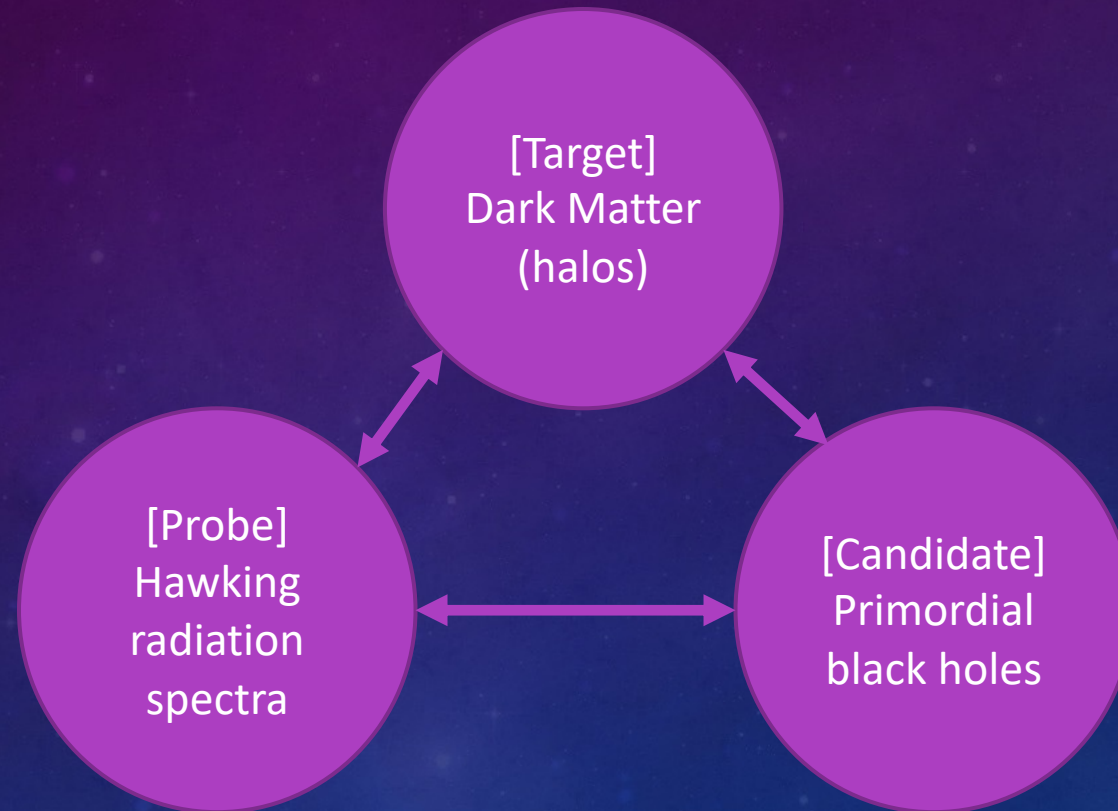 [Target]
Dark Matter
(halos)
[Probe]
Hawking
radiation
spectra
[Candidate]
Primordial
black holes